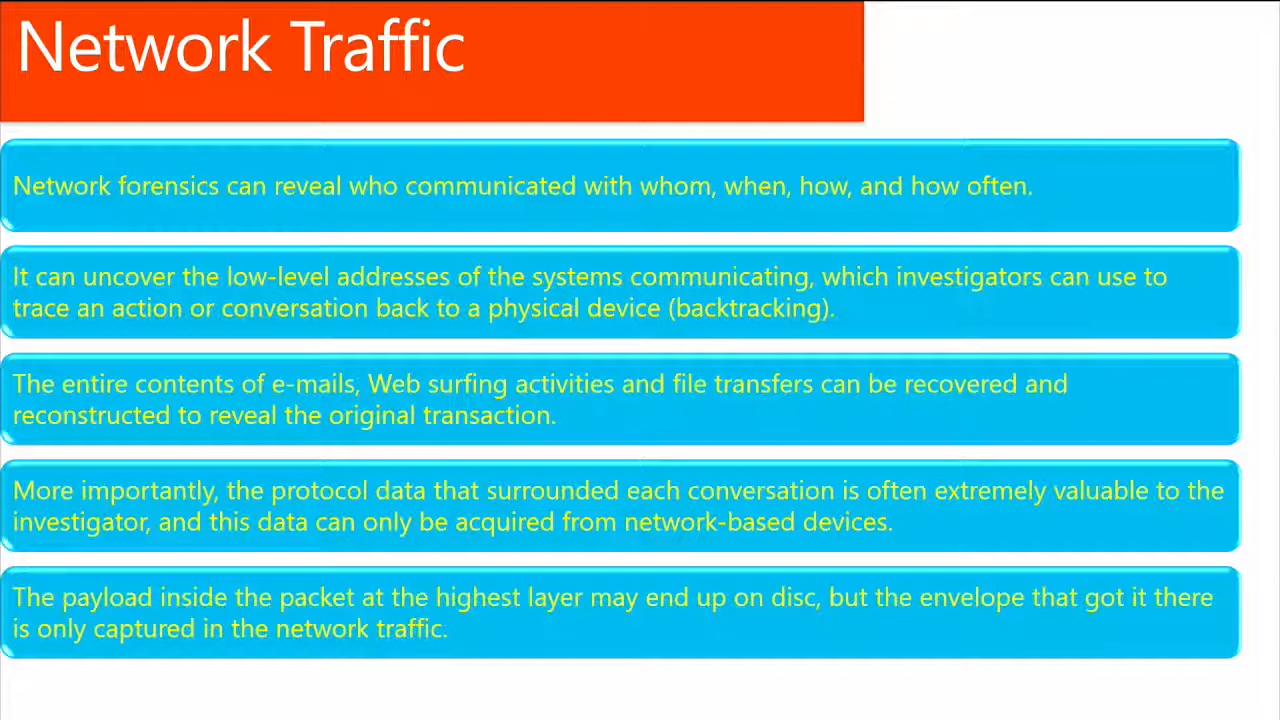 Network Traffic
Network forensics can reveal who communicated with whom, when, how, and how often.
It can uncover the low-level addresses of the systems communicating, which investigators can use to
trace an action or conversation back to a physical device (backtracking).
The entire contents of e-mails, Web surfing activities and file transfers can be recovered and
reconstructed to reveal the original transaction.
More importantly, the protocol data that surrounded each conversation is often extremely valuable to the
investigator, and this data can only be acquired from network-based devices.
The payload inside the packet at the highest layer may end up on disc, but the envelope that got it there
is only captured in the network traffic.